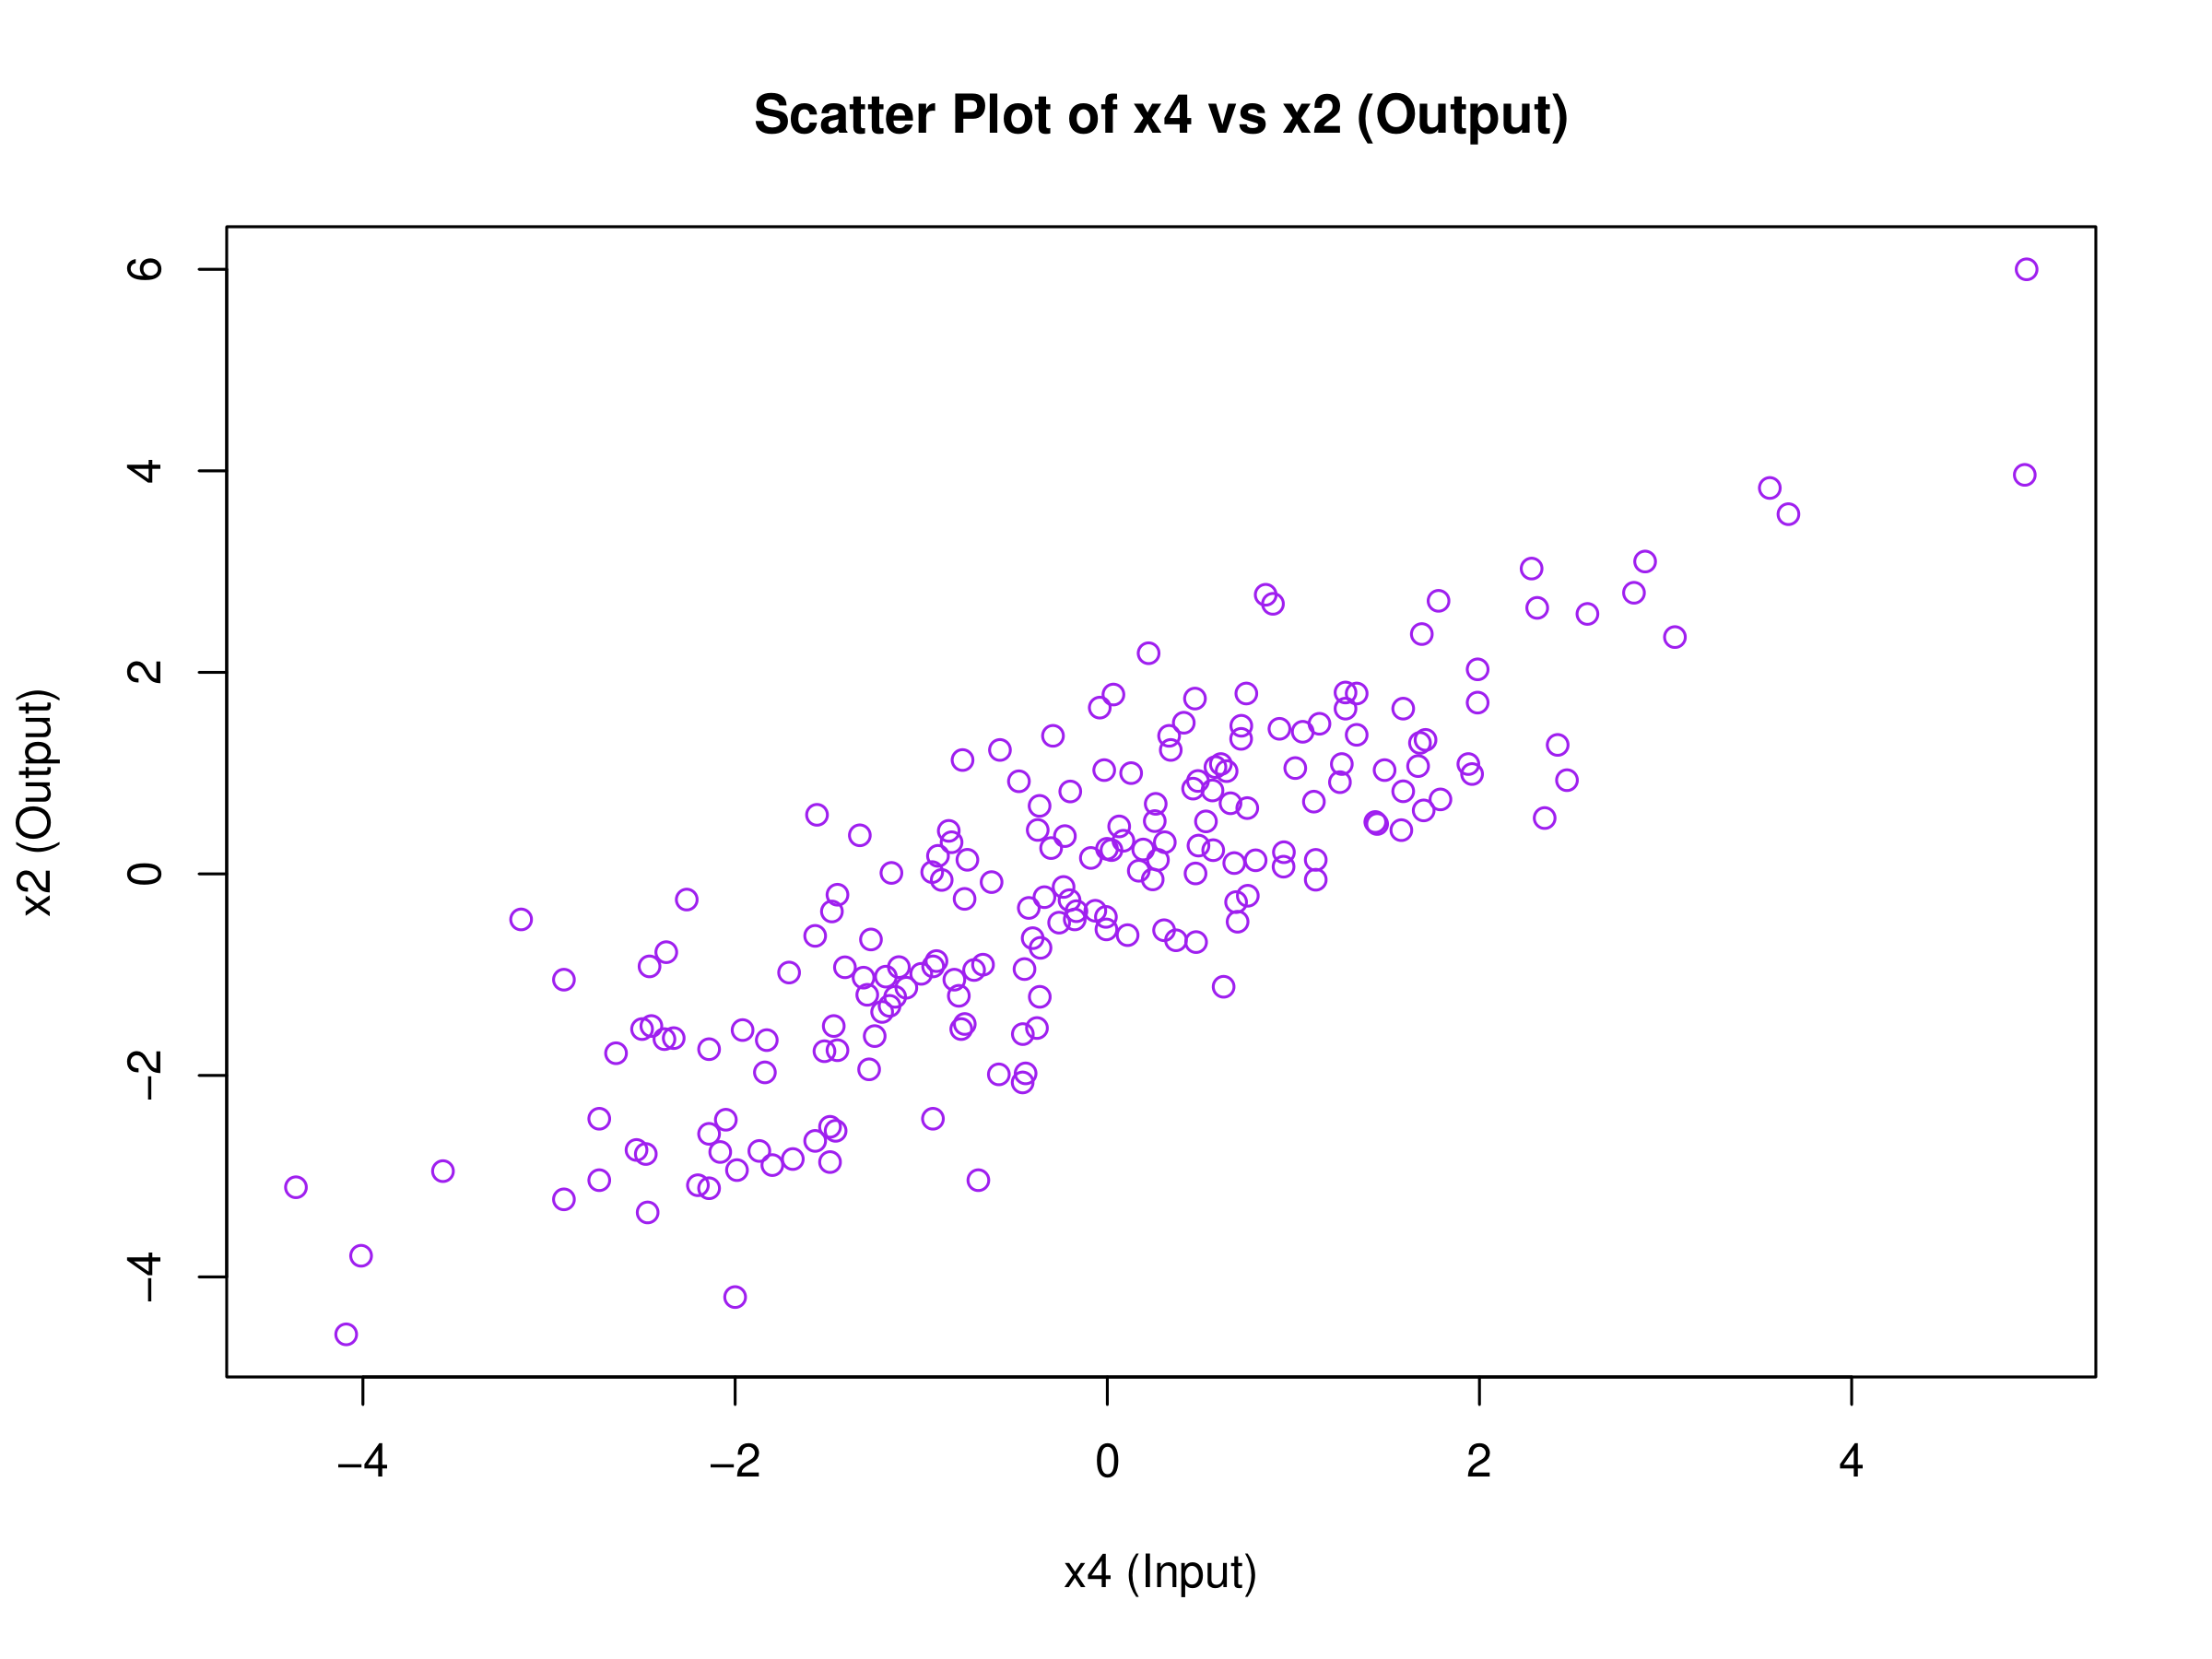 Scatter Plot of x4 vs x2 (Output)
x2 (Output)
6
4
2
0
−2
−4
−4 −2 0 2 4
x4 (Input)